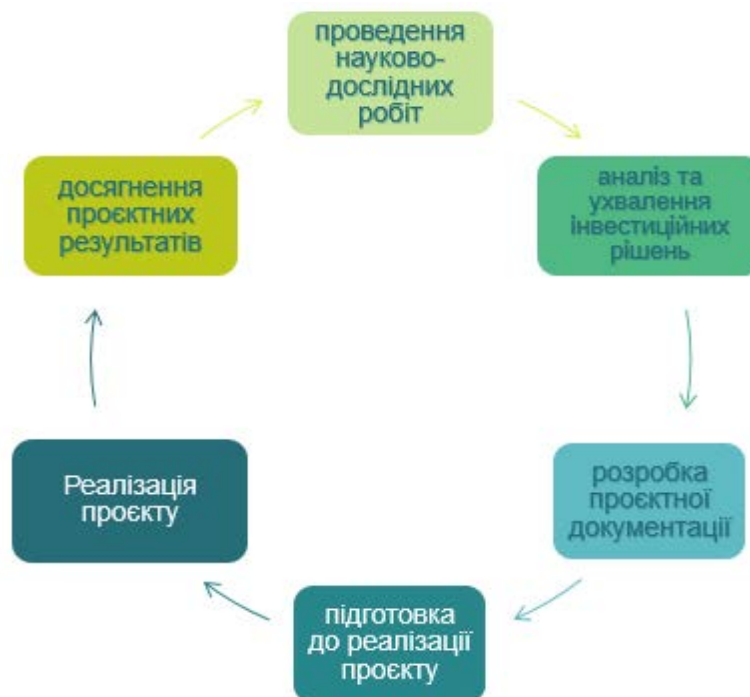 проведення
науково-
дослідних
робіт
аналіз та
ухвалення
інвестиційних
рішень
розробка
проєктної
документації
підготовка
до реалізації
проєкту
Реалізація
проєкту
досягнення
проєктних
результатів